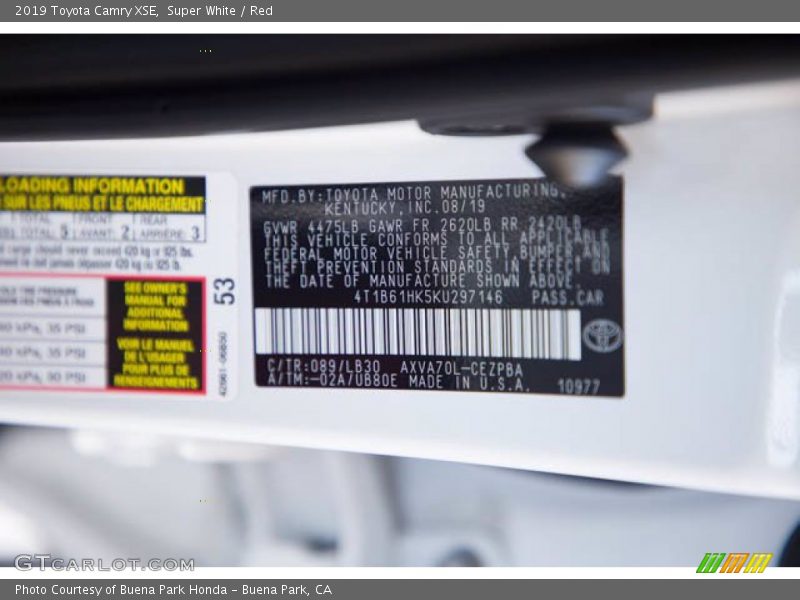 2019 Toyota Camry XSE,  Super White / Red
LOADING INFORMATION
SUR LES PNEUS ET LE CHARGEMENT
TOTAL FRONT REAR
TOTAL: 5 AVANT: 2 ARRIÈRE: 3
SEE OWNER'S
MANUAL FOR
ADDITIONAL
INFORMATION
VOIR LE MANUEL
DE L'USAGER
POUR PLUS DE
RENSEIGNEMENTS
kPa, 35 PSI
kPa, 35 PSI
53
MFD.BY:TOYOTA MOTOR MANUFACTURING,
KENTUCKY,INC.08/19
GVWR 4475LB GAWR FR 2620LB RR 2420LB
THIS VEHICLE CONFORMS TO ALL APPLICABLE
FEDERAL MOTOR VEHICLE SAFETY, BUMPER, AND
THEFT PREVENTION STANDARDS IN EFFECT ON
THE DATE OF MANUFACTURE SHOWN ABOVE.
4T1B61HK5KU297146 PASS.CAR
C/TR:089/LB30 AXVA70L-CEZPBA
A/TM:-02A/UB80E MADE IN U.S.A.
10977
GTCARLOT.COM
Photo Courtesy of Buena Park Honda - Buena Park, CA